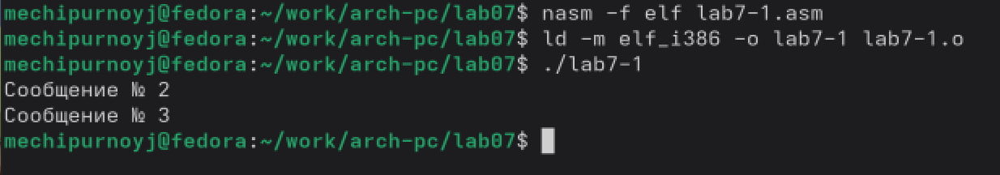 mechipurnoyj@fedora:~/work/arch-pc/lab07$ nasm -f elf lab7-1.asm
mechipurnoyj@fedora:~/work/arch-pc/lab07$ ld -m elf_i386 -o lab7-1 lab7-1.o
mechipurnoyj@fedora:~/work/arch-pc/lab07$ ./lab7-1
Сообщение № 2
Сообщение № 3
mechipurnoyj@fedora:~/work/arch-pc/lab07$